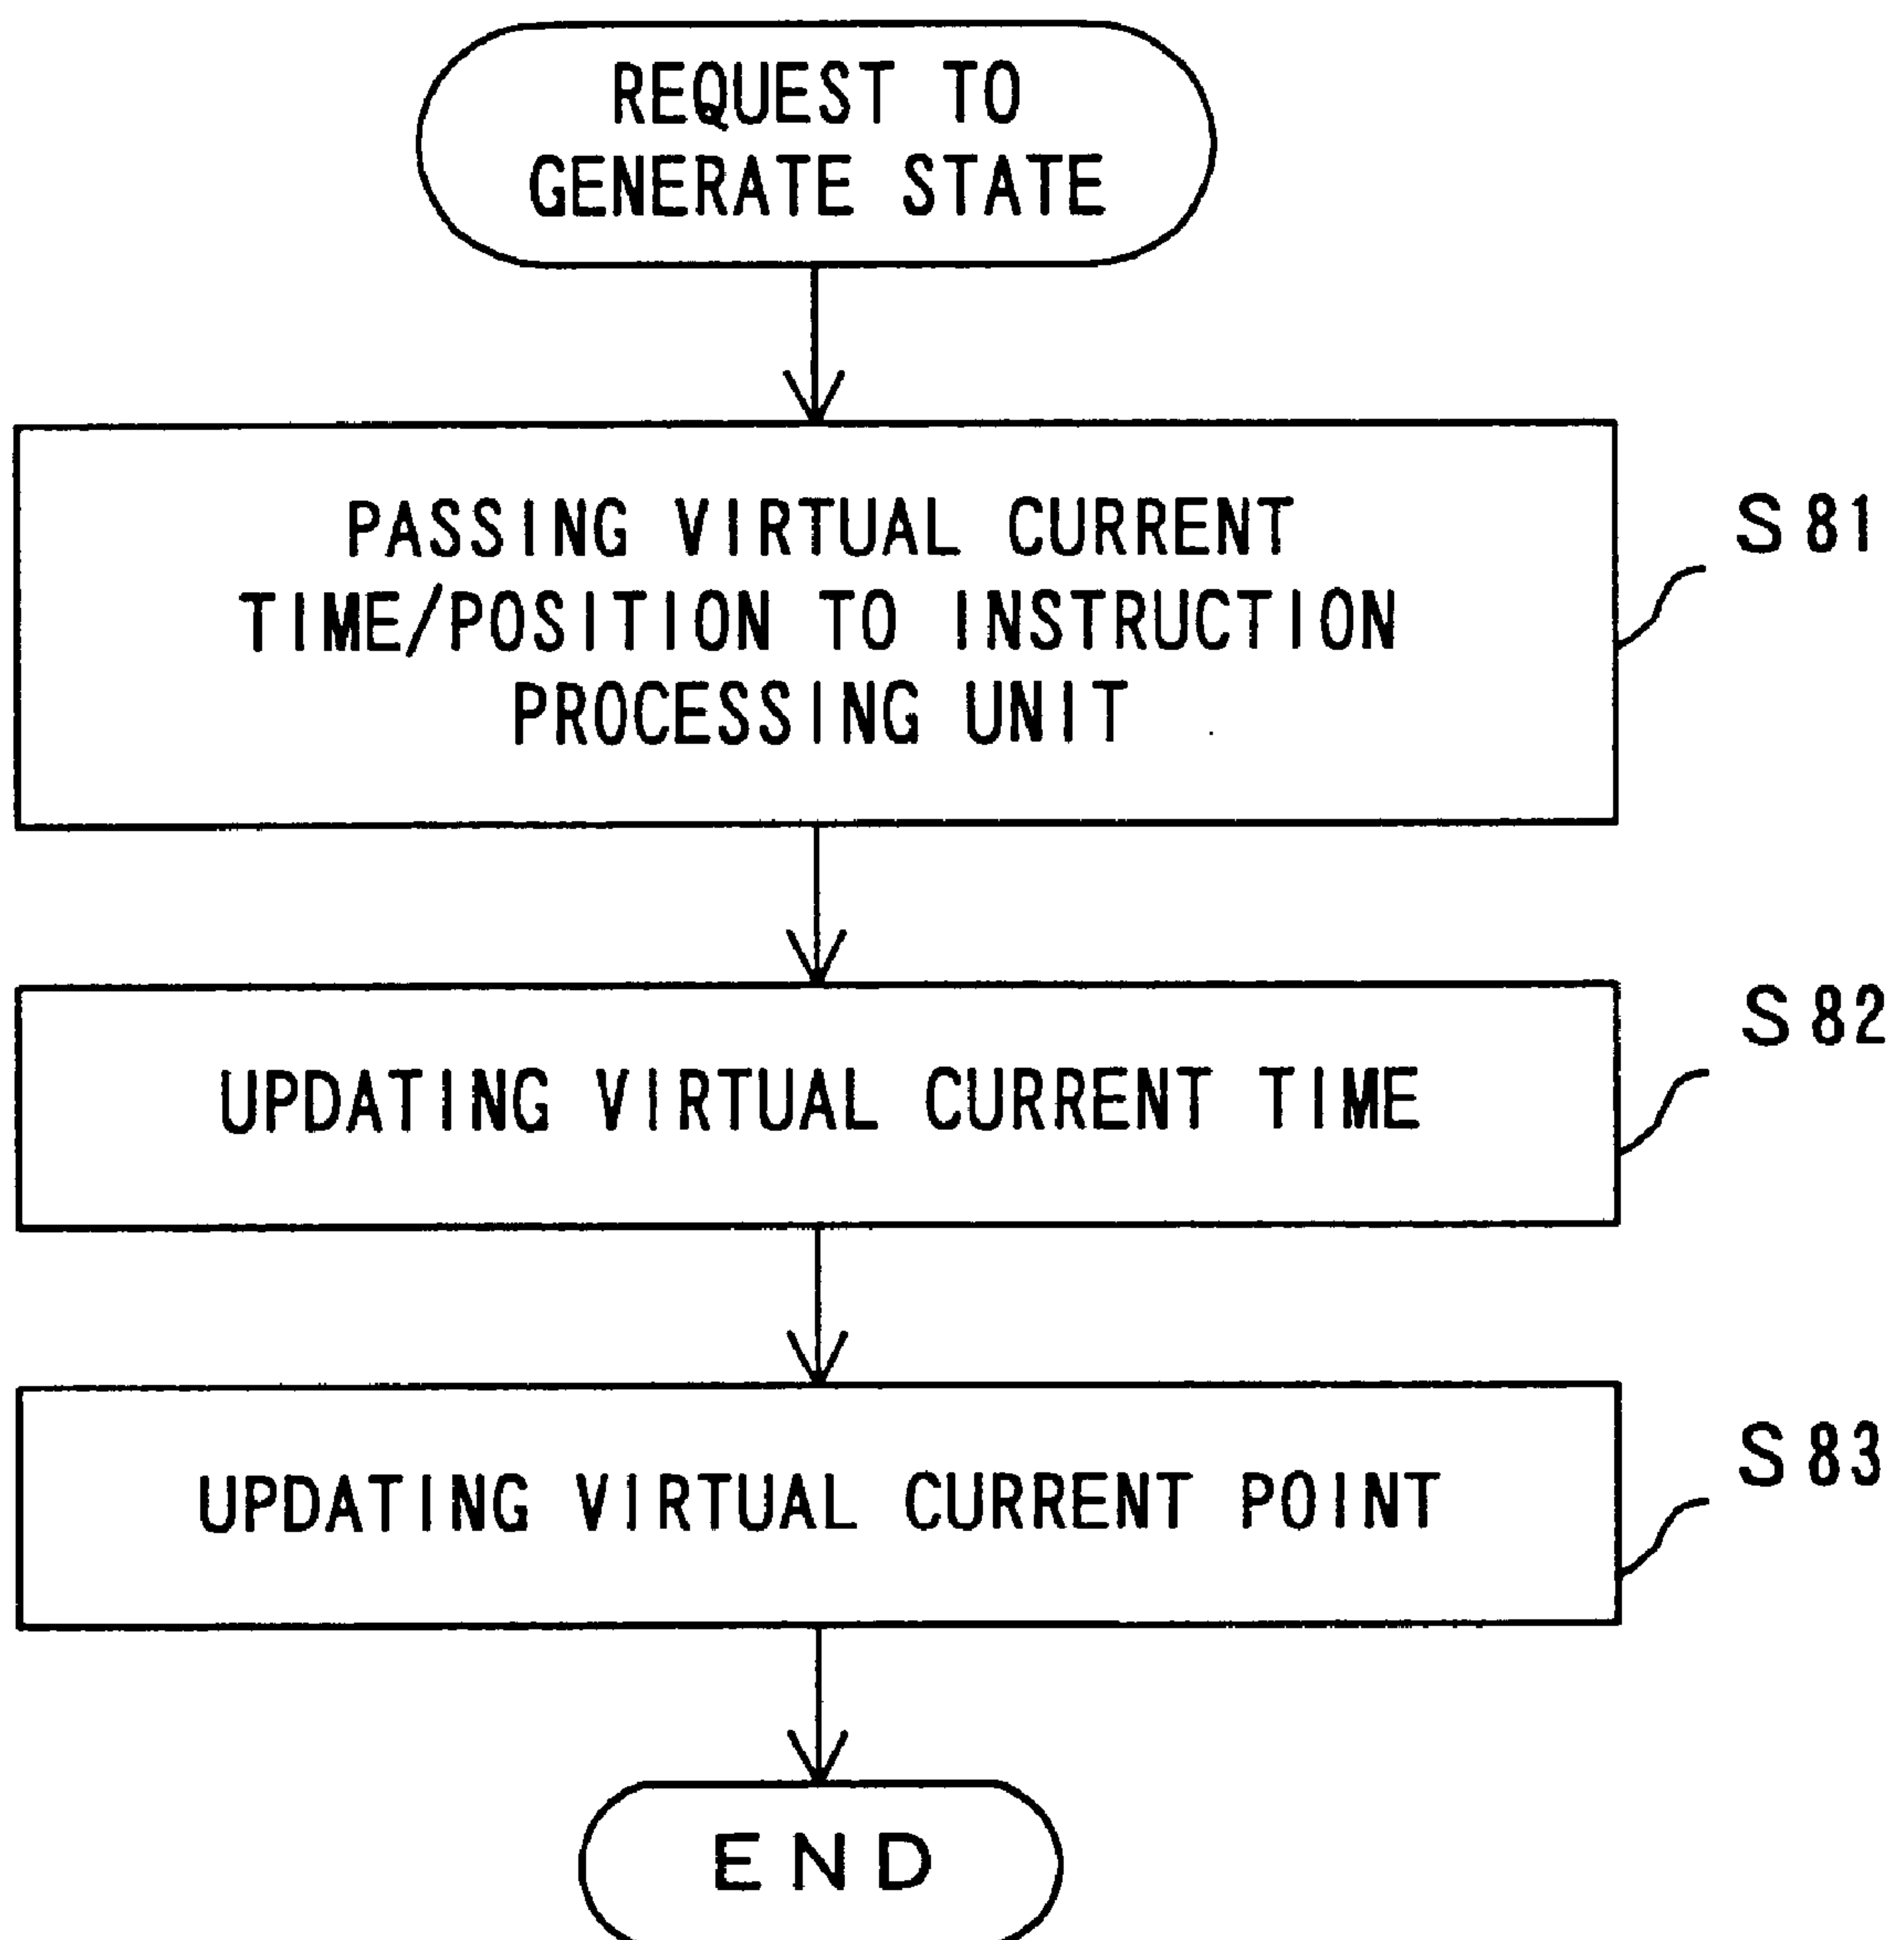 REQUEST TO
GENERATE STATE
PASSING VIRTUAL CURRENT
TIME/POSITION TO INSTRUCTION
PROCESSING UNIT
S81
UPDATING VIRTUAL CURRENT TIME
S82
UPDATING VIRTUAL CURRENT POINT
S83
END